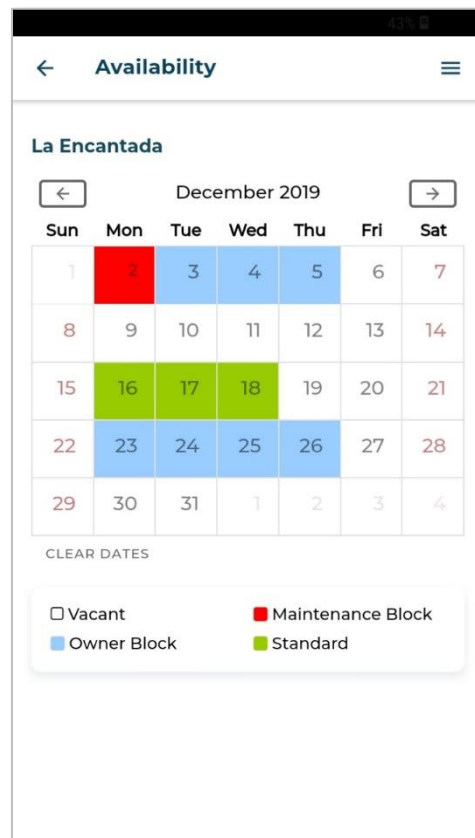 43%
← Availability
La Encantada
← December 2019 →
Sun Mon Tue Wed Thu Fri Sat
1 2 3 4 5 6 7
8 9 10 11 12 13 14
15 16 17 18 19 20 21
22 23 24 25 26 27 28
29 30 31 1 2 3 4
CLEAR DATES
Vacant Maintenance Block
Owner Block Standard